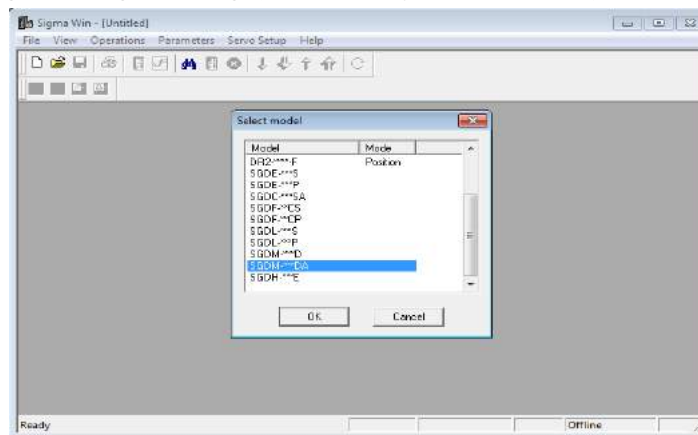 Sigma Win - [Untitled]
File View Operations Parameters Servo Setup Help
Select model
Model Mode
DR2-****-F Position
SGDE-***S
SGDE-***P
SGDC-***SA
SGDF-**CS
SGDF-**CP
SGDL-***S
SGDL-***P
SGDM-***D
SGDM-***DA
SGDH-***E
OK Cancel
Ready Offline